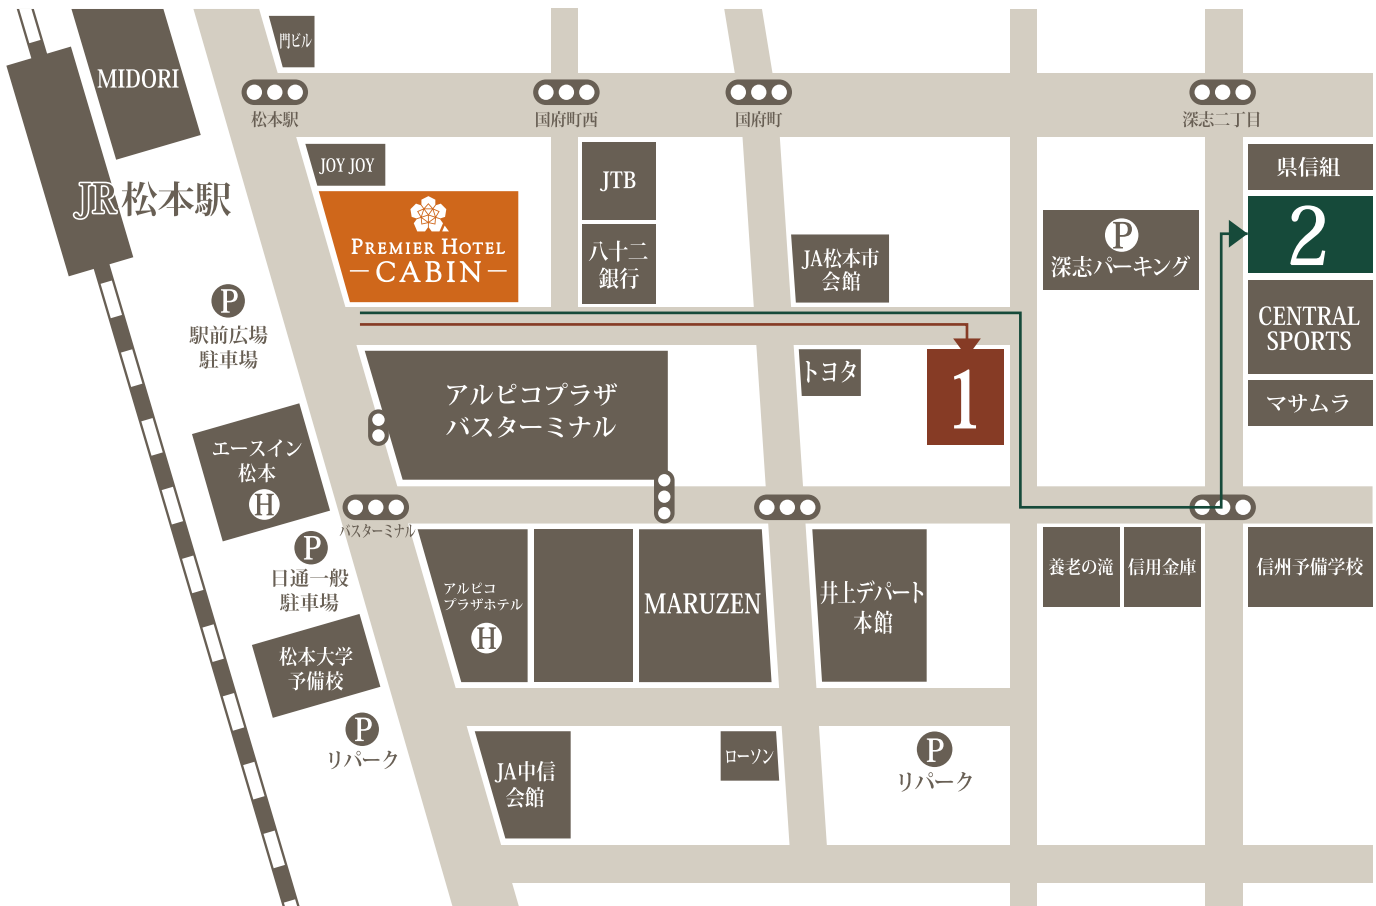 門ビル
MIDORI
松本駅
国府町西
国府町
深志二丁目
JOY JOY
JTB
県信組
JR松本駅
PREMIER HOTEL
CABIN
P
深志パーキング
2
八十二
銀行
JA松本市
会館
P
駅前広場
駐車場
CENTRAL
SPORTS
アルピコプラザ
バスターミナル
トヨタ
1
マサムラ
エースイン
松本
H
バスターミナル
P
日通一般
駐車場
アルピコ
プラザホテル
H
MARUZEN
井上デパート
本館
養老の滝
信用金庫
信州予備学校
松本大学
予備校
P
リパーク
JA中信
会館
ローソン
P
リパーク